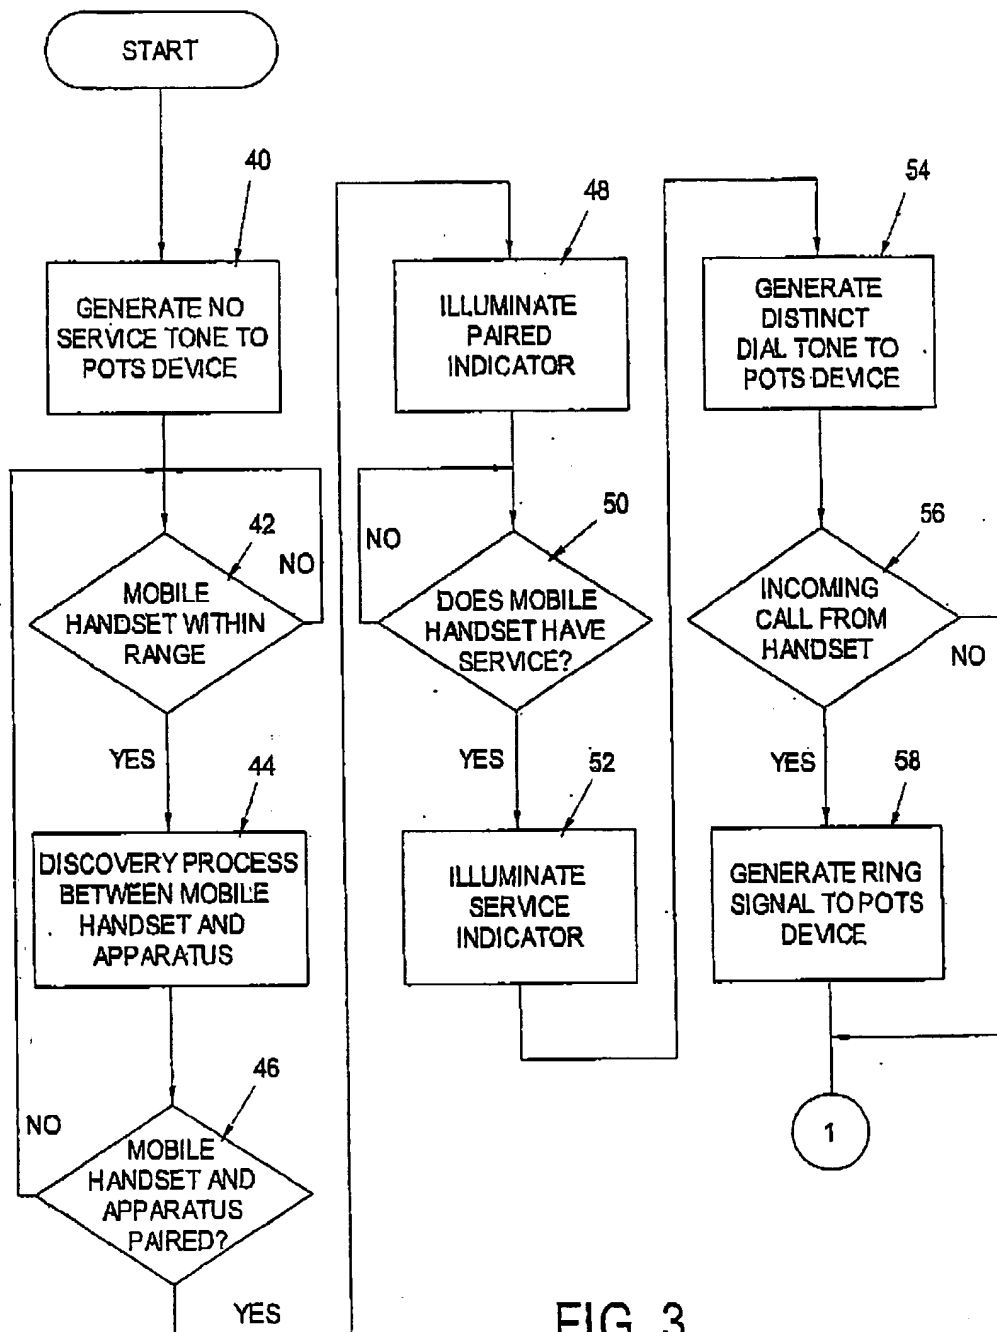 START
40
GENERATE NO
SERVICE TONE TO
POTS DEVICE
42
NO
MOBILE
HANDSET WITHIN
RANGE
YES
44
DISCOVERY PROCESS
BETWEEN MOBILE
HANDSET AND
APPARATUS
46
NO
MOBILE
HANDSET AND
APPARATUS
PAIRED?
YES
48
ILLUMINATE
PAIRED
INDICATOR
50
NO
DOES MOBILE
HANDSET HAVE
SERVICE?
YES
52
ILLUMINATE
SERVICE
INDICATOR
54
GENERATE
DISTINCT
DIAL TONE TO
POTS DEVICE
56
INCOMING
CALL FROM
HANDSET
NO
YES
58
GENERATE RING
SIGNAL TO POTS
DEVICE
1
FIG. 3